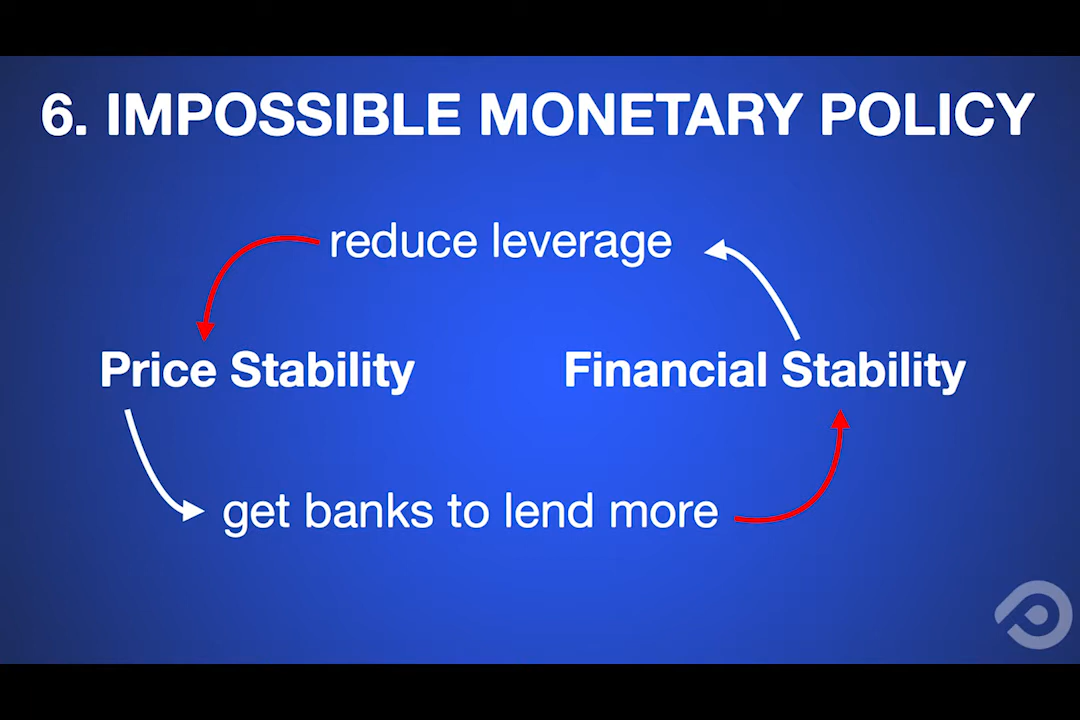 6. IMPOSSIBLE MONETARY POLICY
reduce leverage
Price Stability
Financial Stability
get banks to lend more